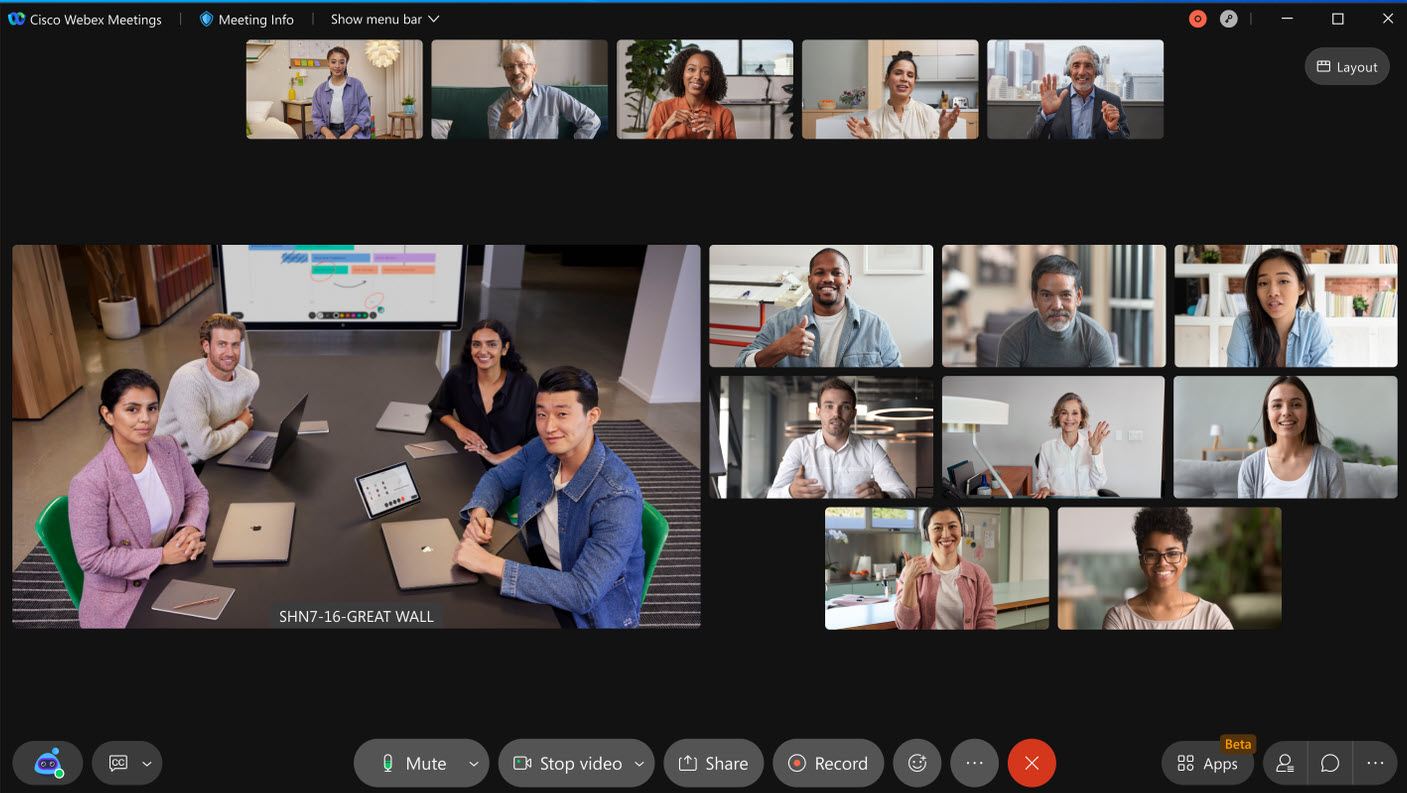 Cisco Webex Meetings
Meeting Info
Show menu bar
Layout
SHN7-16-GREAT WALL
CC
Mute
Stop video
Share
Record
Beta
Apps